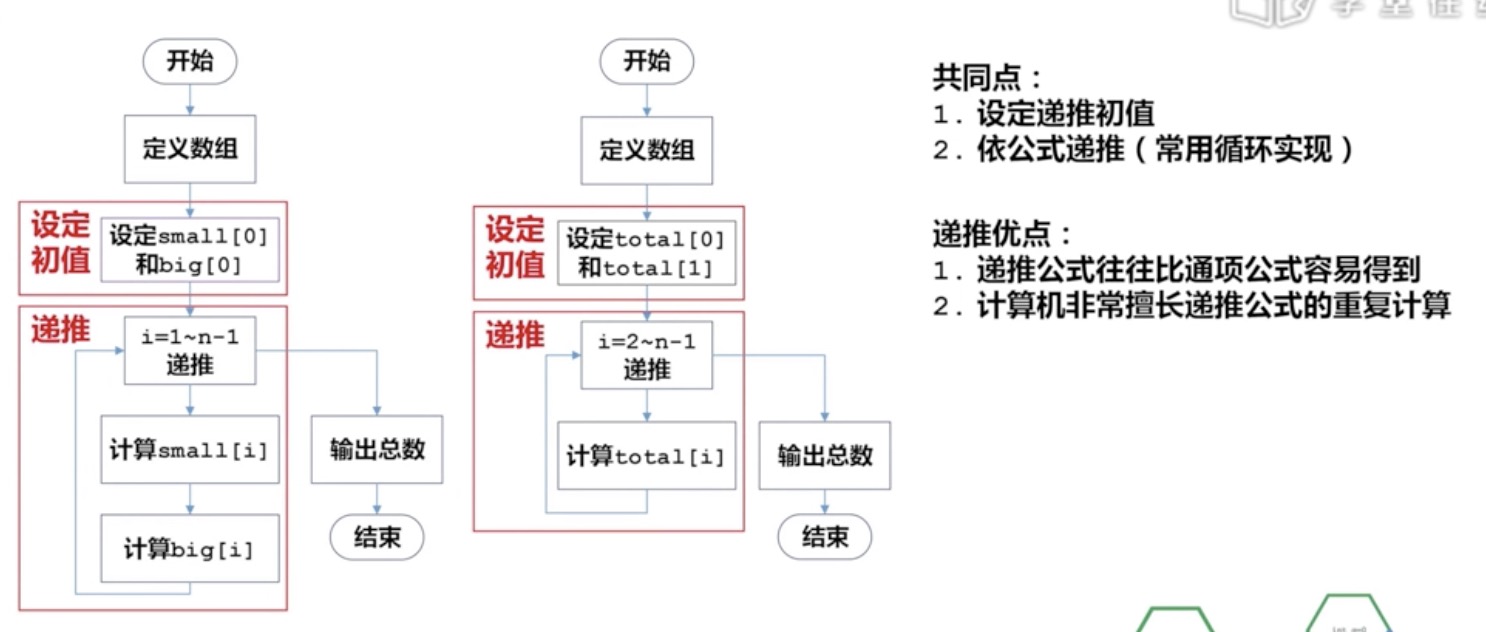 学堂在
开始
定义数组
设定
初值
设定small[0]
和big[0]
递推
i=1~n-1
递推
计算small[i]
计算big[i]
输出总数
结束
开始
定义数组
设定
初值
设定total[0]
和total[1]
递推
i=2~n-1
递推
计算total[i]
输出总数
结束
共同点：
1. 设定递推初值
2. 依公式递推（常用循环实现）
递推优点：
1. 递推公式往往比通项公式容易得到
2. 计算机非常擅长递推公式的重复计算